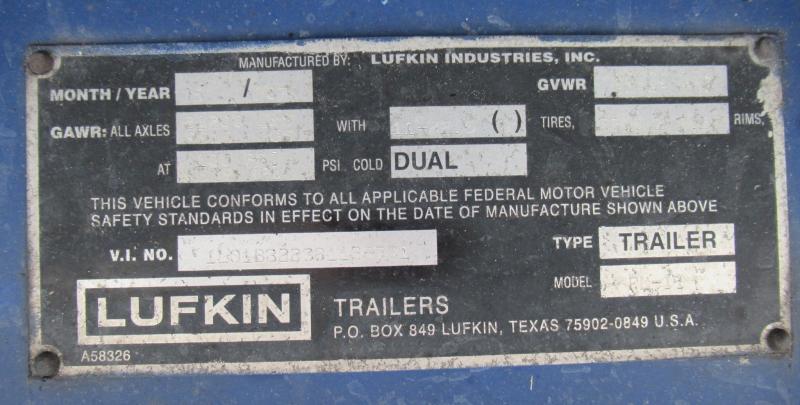 MANUFACTURED BY: LUFKIN INDUSTRIES, INC.
MONTH / YEAR / GVWR
GAWR: ALL AXLES WITH ( ) TIRES, RIMS,
AT PSI COLD DUAL
THIS VEHICLE CONFORMS TO ALL APPLICABLE FEDERAL MOTOR VEHICLE
SAFETY STANDARDS IN EFFECT ON THE DATE OF MANUFACTURE SHOWN ABOVE
V.I. NO. TYPE TRAILER
MODEL
LUFKIN TRAILERS
P.O. BOX 849 LUFKIN, TEXAS 75902-0849 U.S.A.
A58326